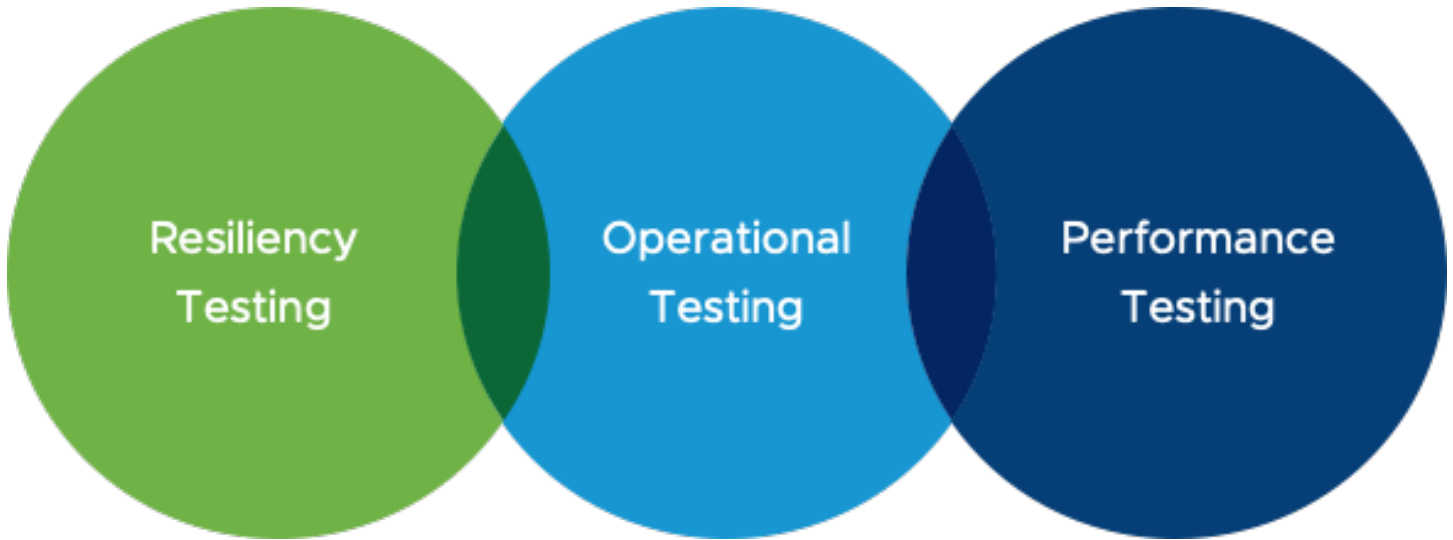 Resiliency
Testing
Operational
Testing
Performance
Testing